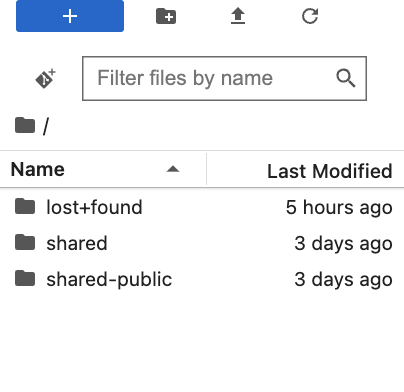 Filter files by name
/
Name Last Modified
lost+found 5 hours ago
shared 3 days ago
shared-public 3 days ago